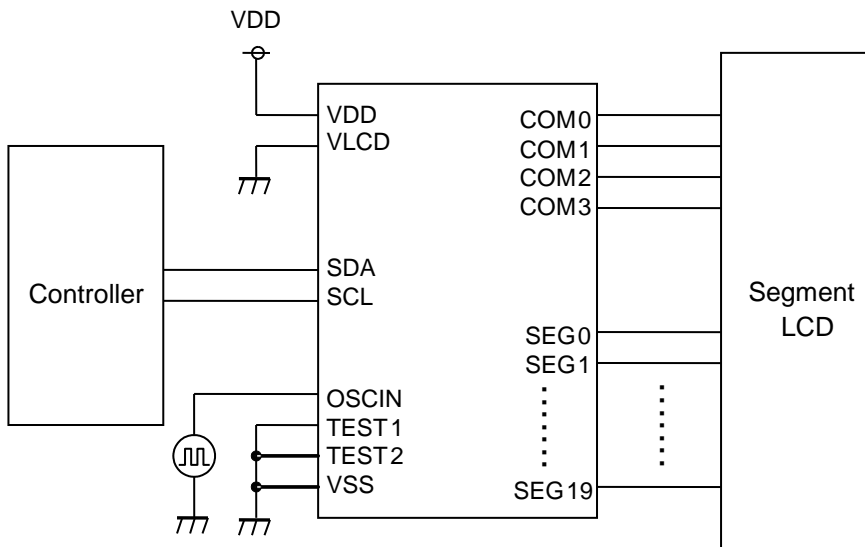 VDD
Controller
VDD
VLCD
SDA
SCL
OSCIN
TEST1
TEST2
VSS
COM0
COM1
COM2
COM3
SEG0
SEG1
SEG19
Segment
LCD